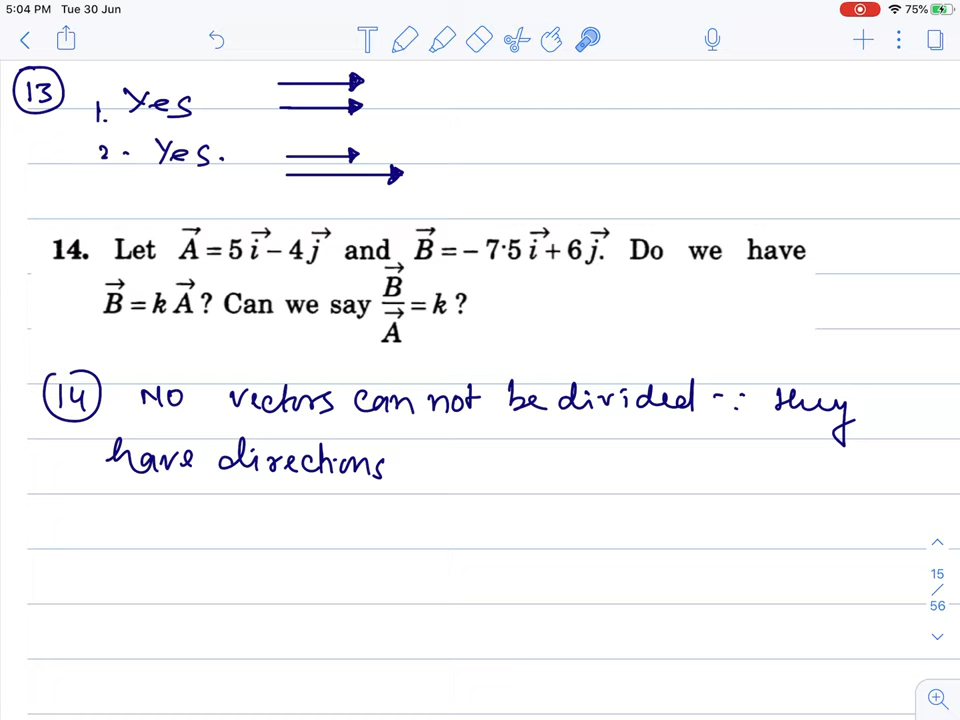 5:04 PM Tue 30 Jun 75%
T
13
1. Yes
2. Yes.
14. Let A⃗ = 5 i⃗ − 4 j⃗ and B⃗ = − 7·5 i⃗ + 6 j⃗. Do we have
B⃗ = k A⃗ ? Can we say B⃗/A⃗ = k ?
14 NO vectors can not be divided ∵ they
have directions
15
/
56